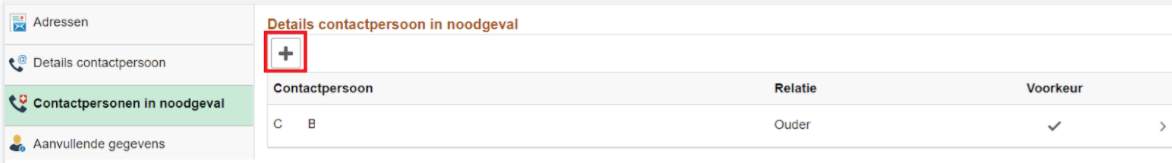 Adressen
Details contactpersoon
Contactpersonen in noodgeval
Aanvullende gegevens
Details contactpersoon in noodgeval
Contactpersoon Relatie Voorkeur
C B Ouder